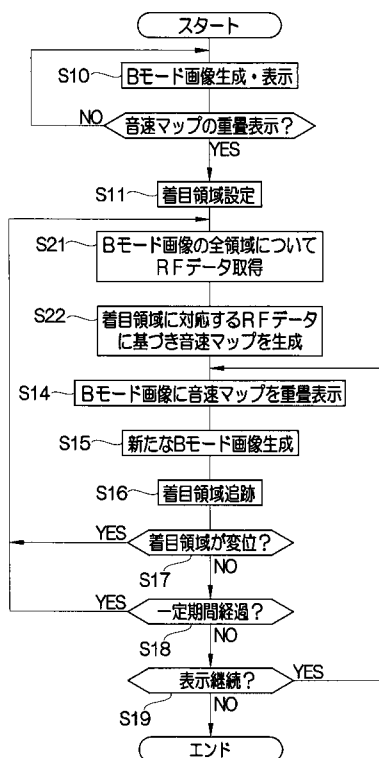 スタート
S10
Bモード画像生成・表示
NO
音速マップの重畳表示?
YES
S11
着目領域設定
S21
Bモード画像の全領域について
RFデータ取得
S22
着目領域に対応するRFデータ
に基づき音速マップを生成
S14
Bモード画像に音速マップを重畳表示
S15
新たなBモード画像生成
S16
着目領域追跡
YES
着目領域が変位?
S17
NO
YES
一定期間経過?
S18
NO
表示継続?
YES
S19
NO
エンド